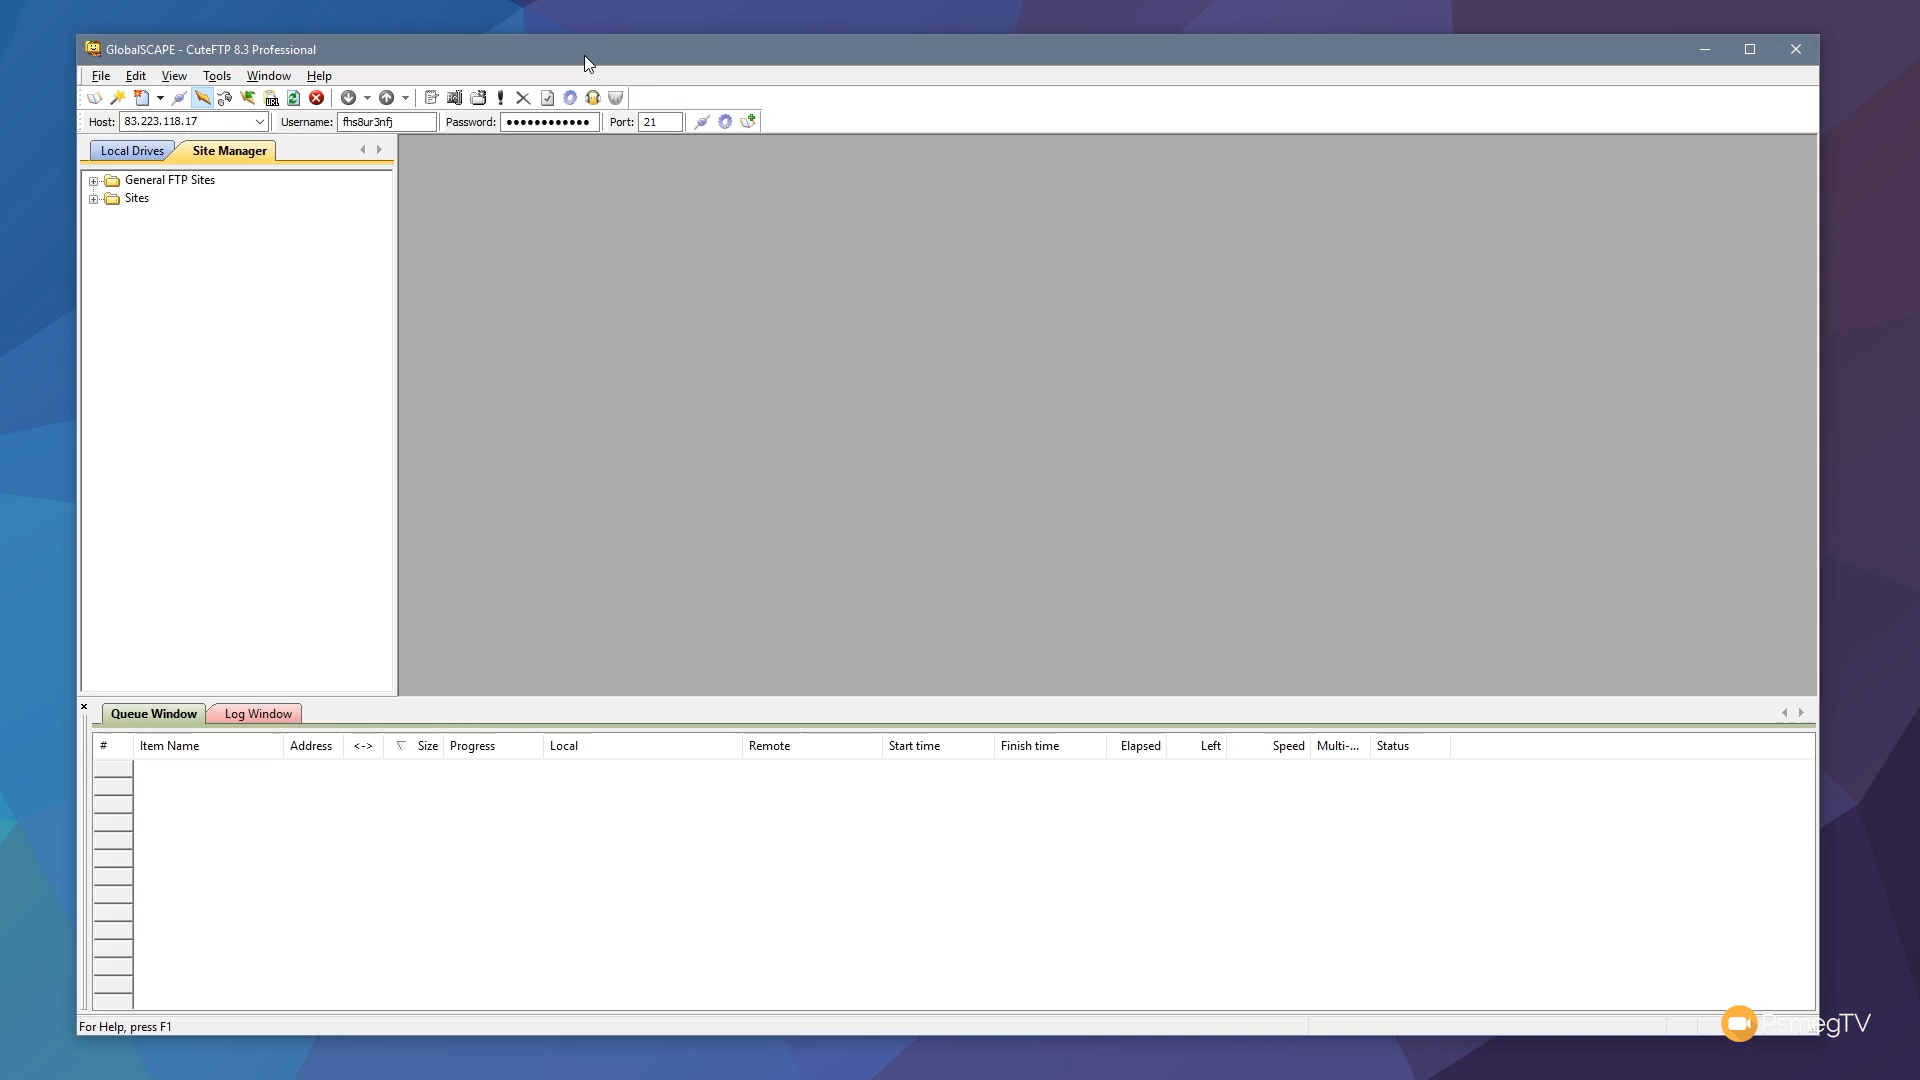 GlobalSCAPE - CuteFTP 8.3 Professional
File Edit View Tools Window Help
Host: 83.223.118.17 Username: fhs8ur3nfj Password: ●●●●●●●●●●●● Port: 21
Local Drives Site Manager
General FTP Sites
Sites
Queue Window Log Window
# Item Name Address <-> Size Progress Local Remote Start time Finish time Elapsed Left Speed Multi-... Status
For Help, press F1
PsmegTV